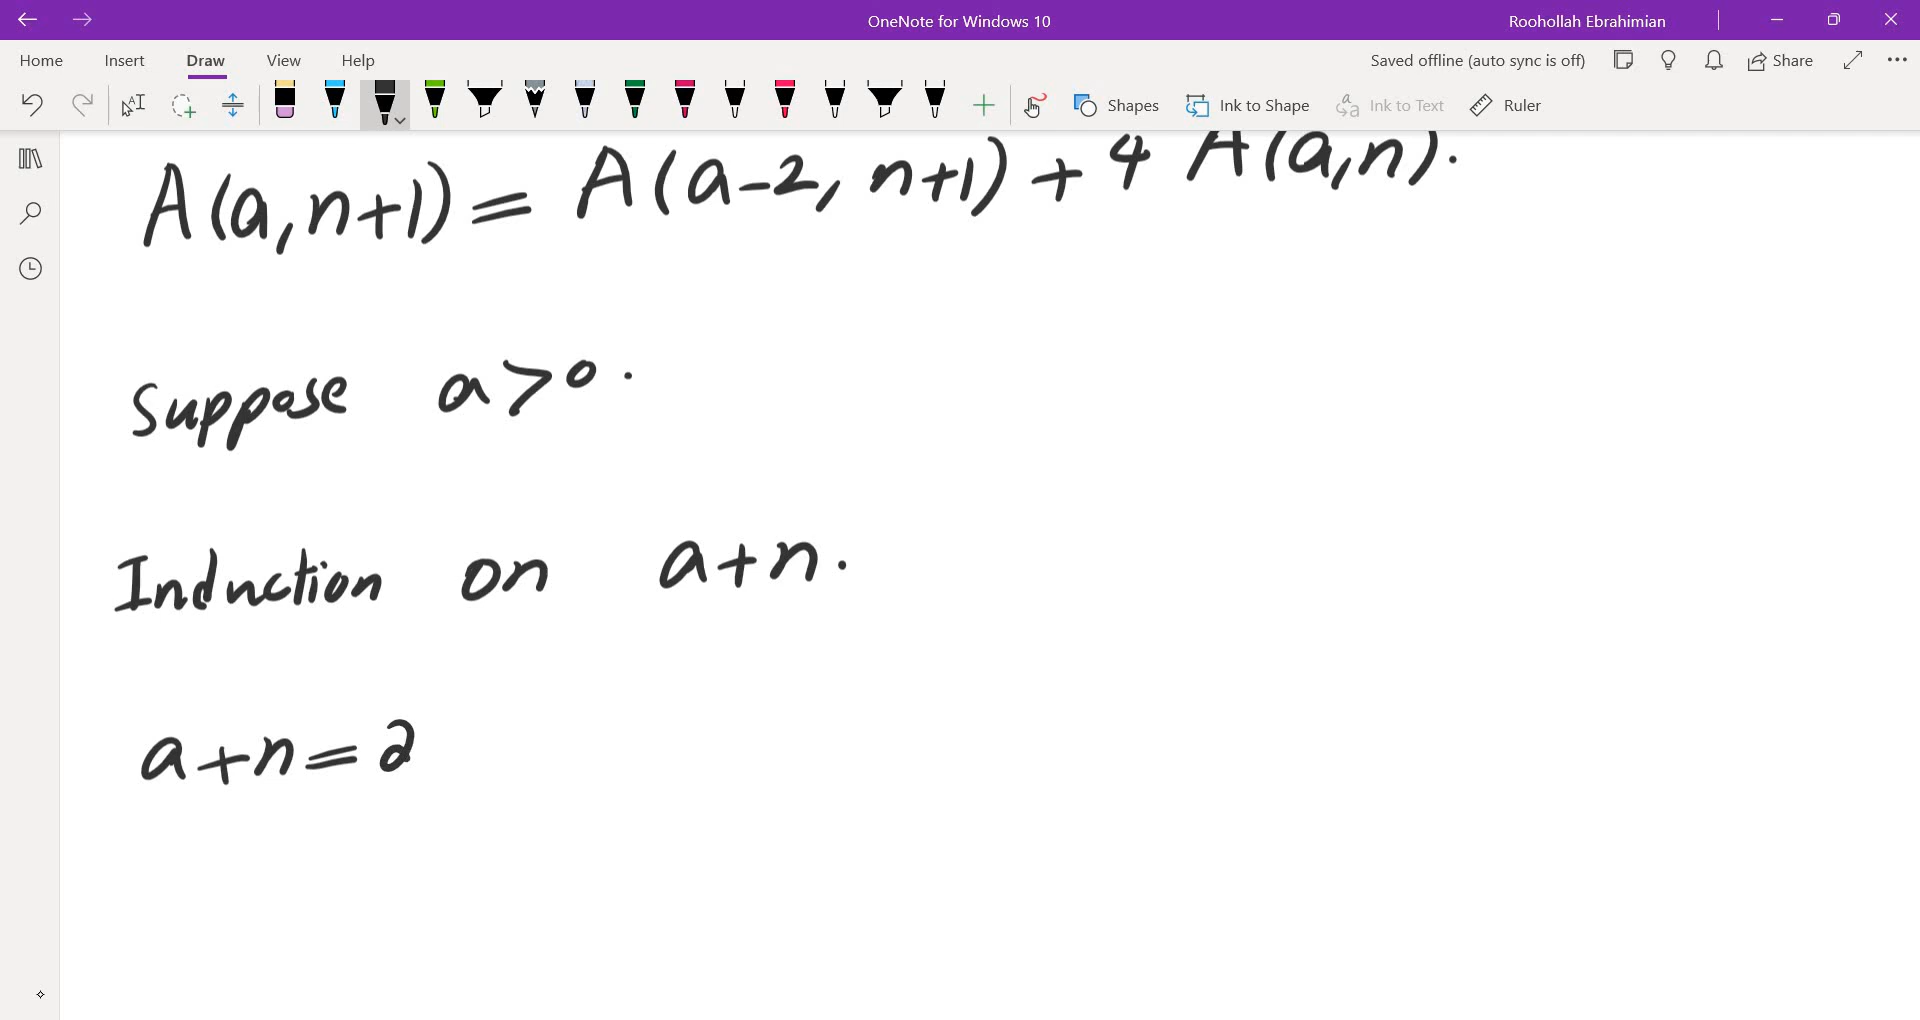 OneNote for Windows 10
Roohollah Ebrahimian
Home Insert Draw View Help
Saved offline (auto sync is off) Share
AI Shapes Ink to Shape Ink to Text Ruler
A(a,n+1) = A(a-2, n+1) + 4 A(a,n).
Suppose a>0.
Induction on a+n.
a+n=2